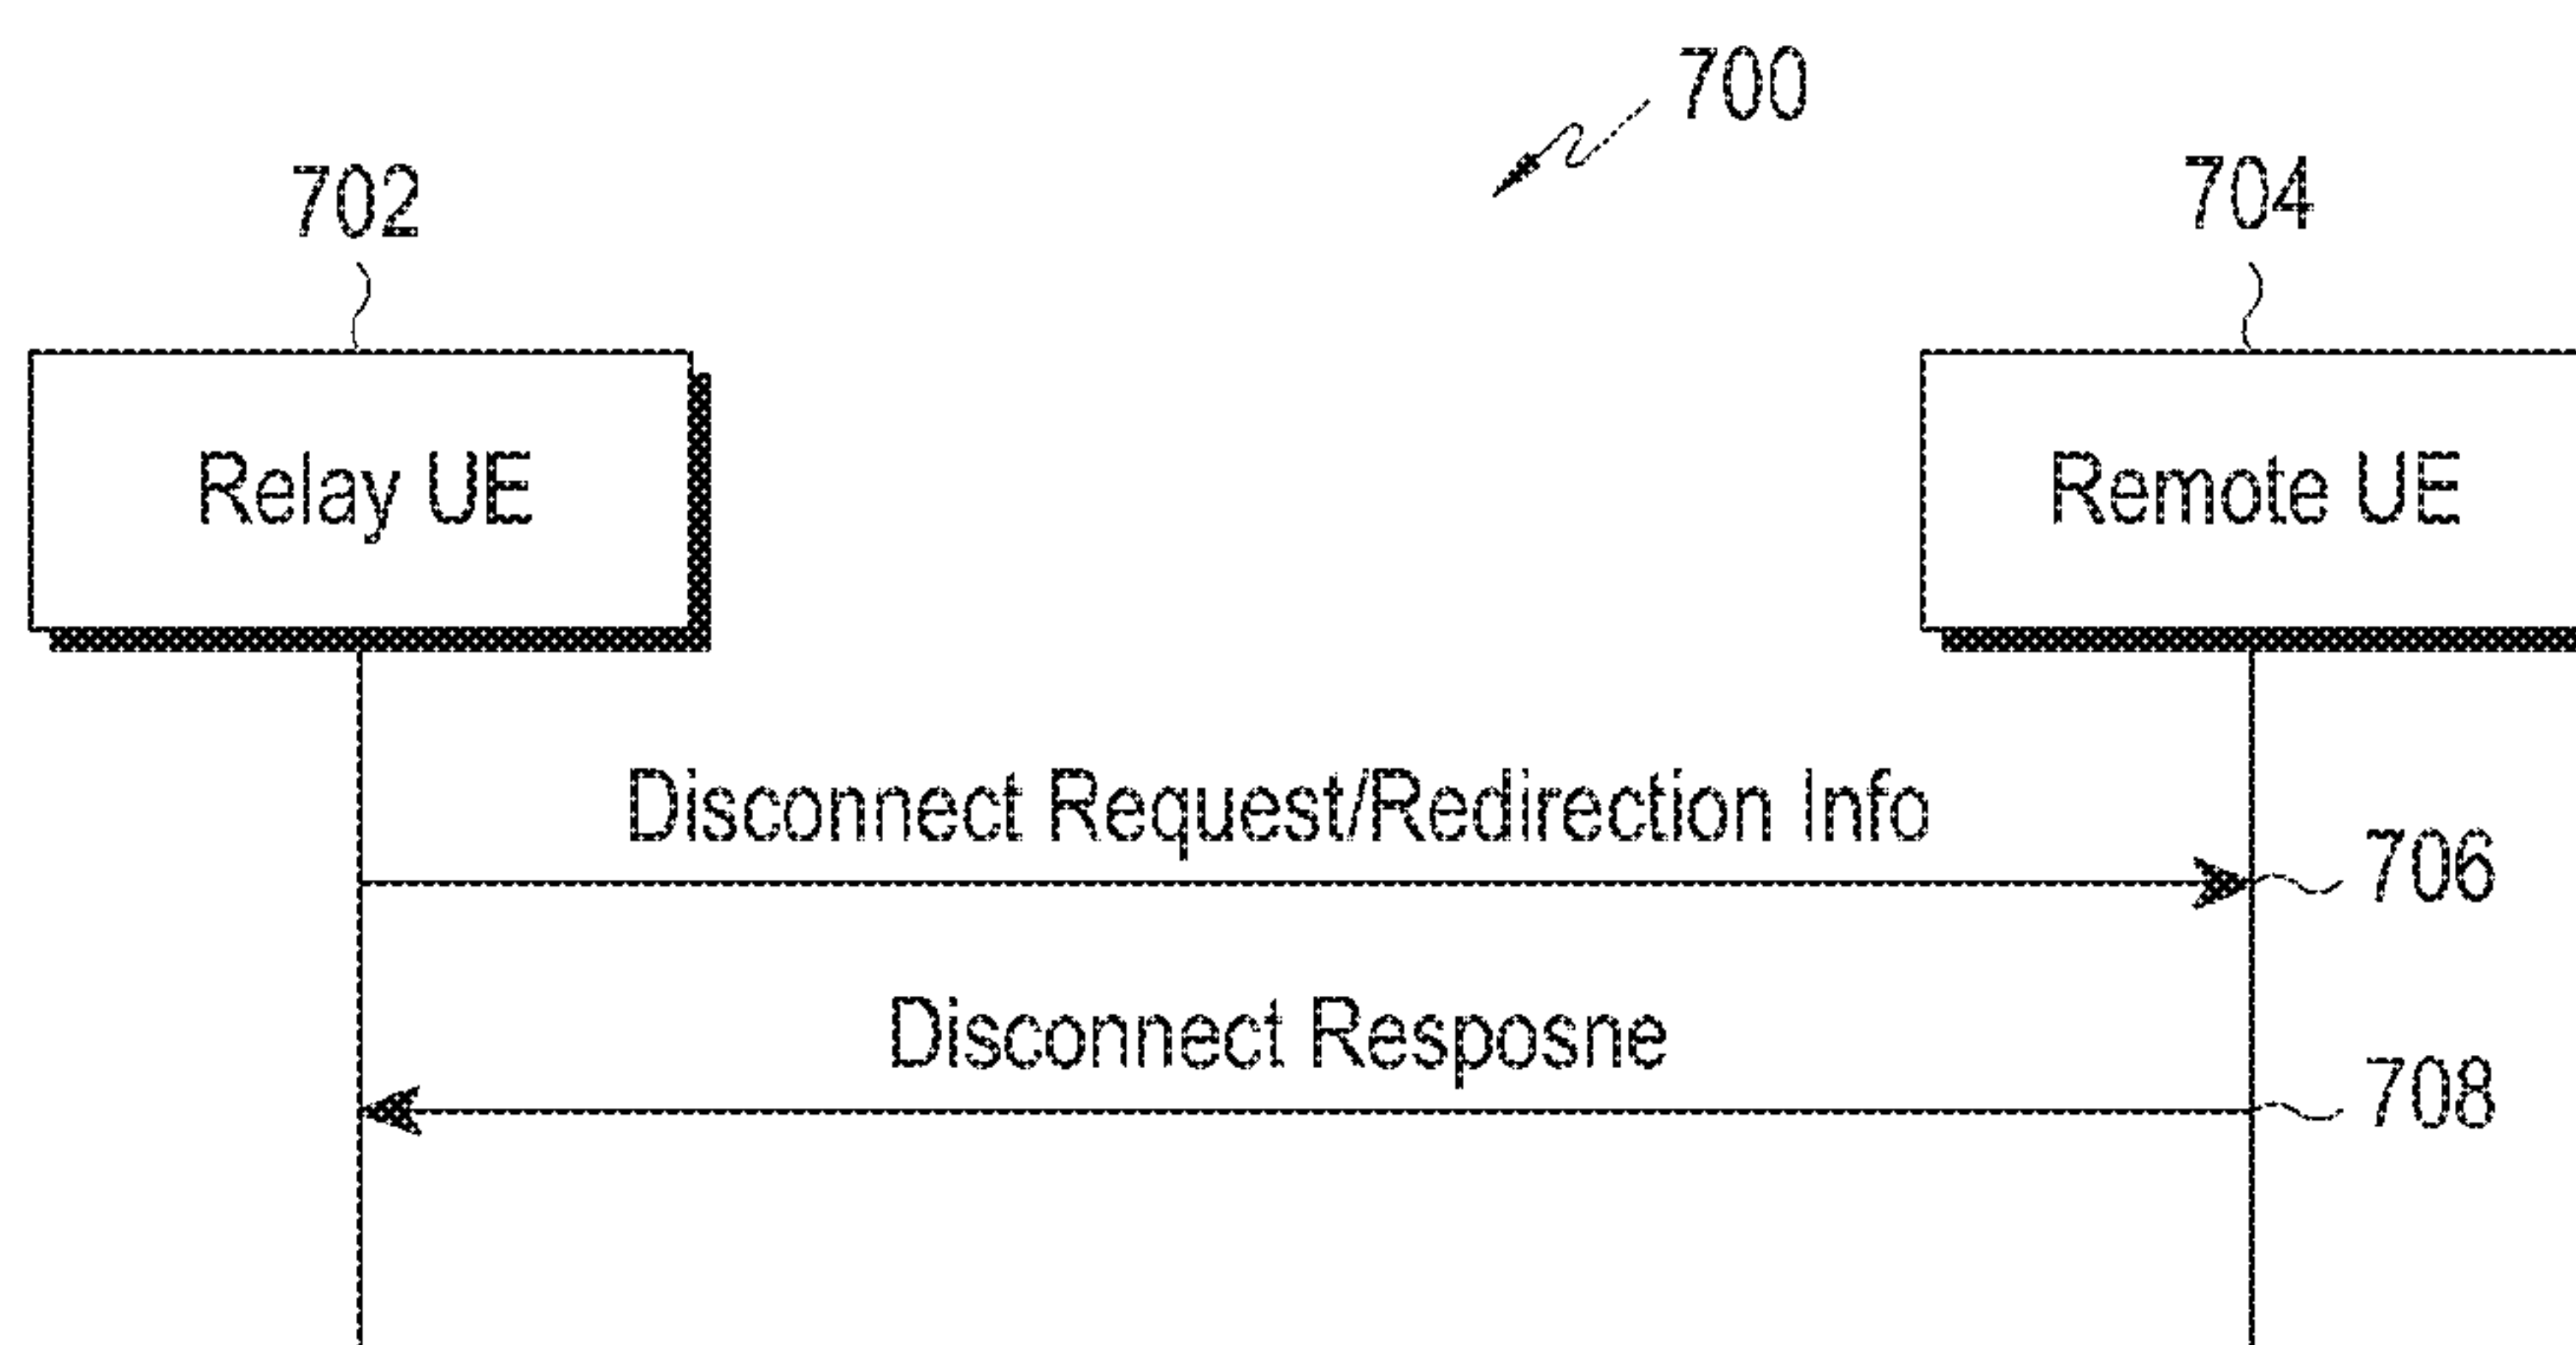 700
702
704
Relay UE
Remote UE
Disconnect Request/Redirection Info
706
Disconnect Resposne
708